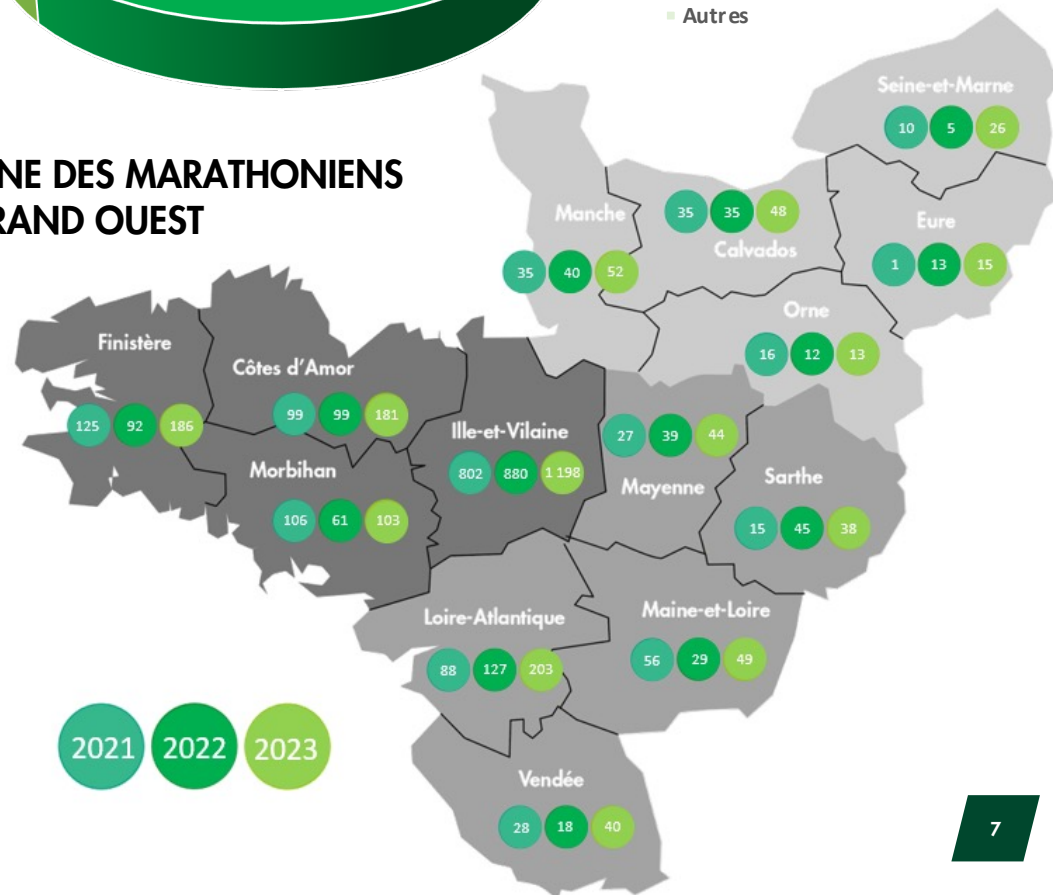 Autres
NE DES MARATHONIENS
RAND OUEST
Seine-et-Marne
10 5 26
Manche
35 40 52
35 35 48
Calvados
Eure
1 13 15
Orne
16 12 13
Finistère
125 92 186
Côtes d'Amor
99 99 181
Ille-et-Vilaine
802 880 1 198
27 39 44
Mayenne
Morbihan
106 61 103
Sarthe
15 45 38
Loire-Atlantique
88 127 203
Maine-et-Loire
56 29 49
2021 2022 2023
Vendée
28 18 40
7